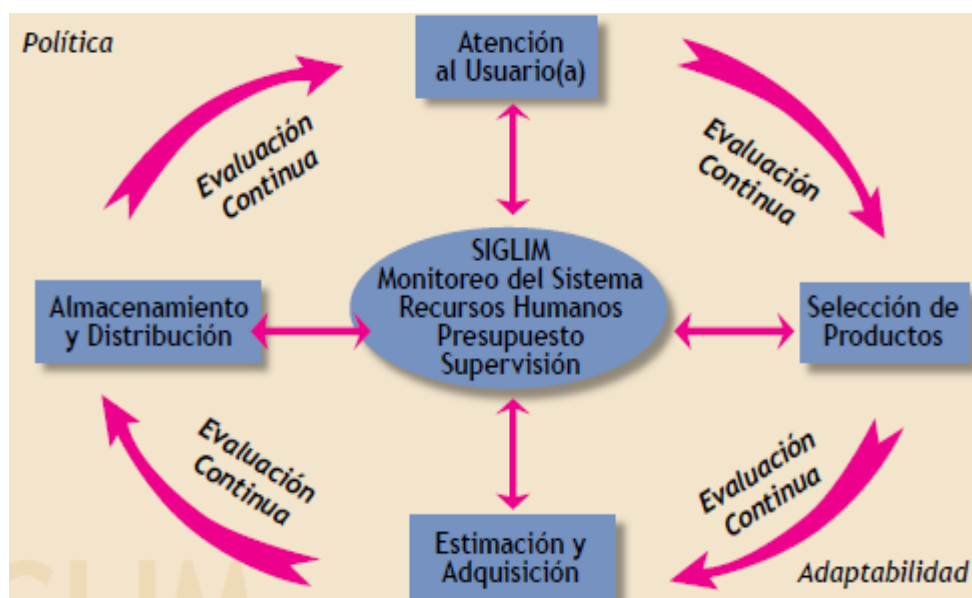 Política
Atención
al Usuario(a)
Evaluación
Continua
Evaluación
Continua
SIGLIM
Monitoreo del Sistema
Recursos Humanos
Presupuesto
Supervisión
Almacenamiento
y Distribución
Selección de
Productos
Evaluación
Continua
Evaluación
Continua
Estimación y
Adquisición
Adaptabilidad